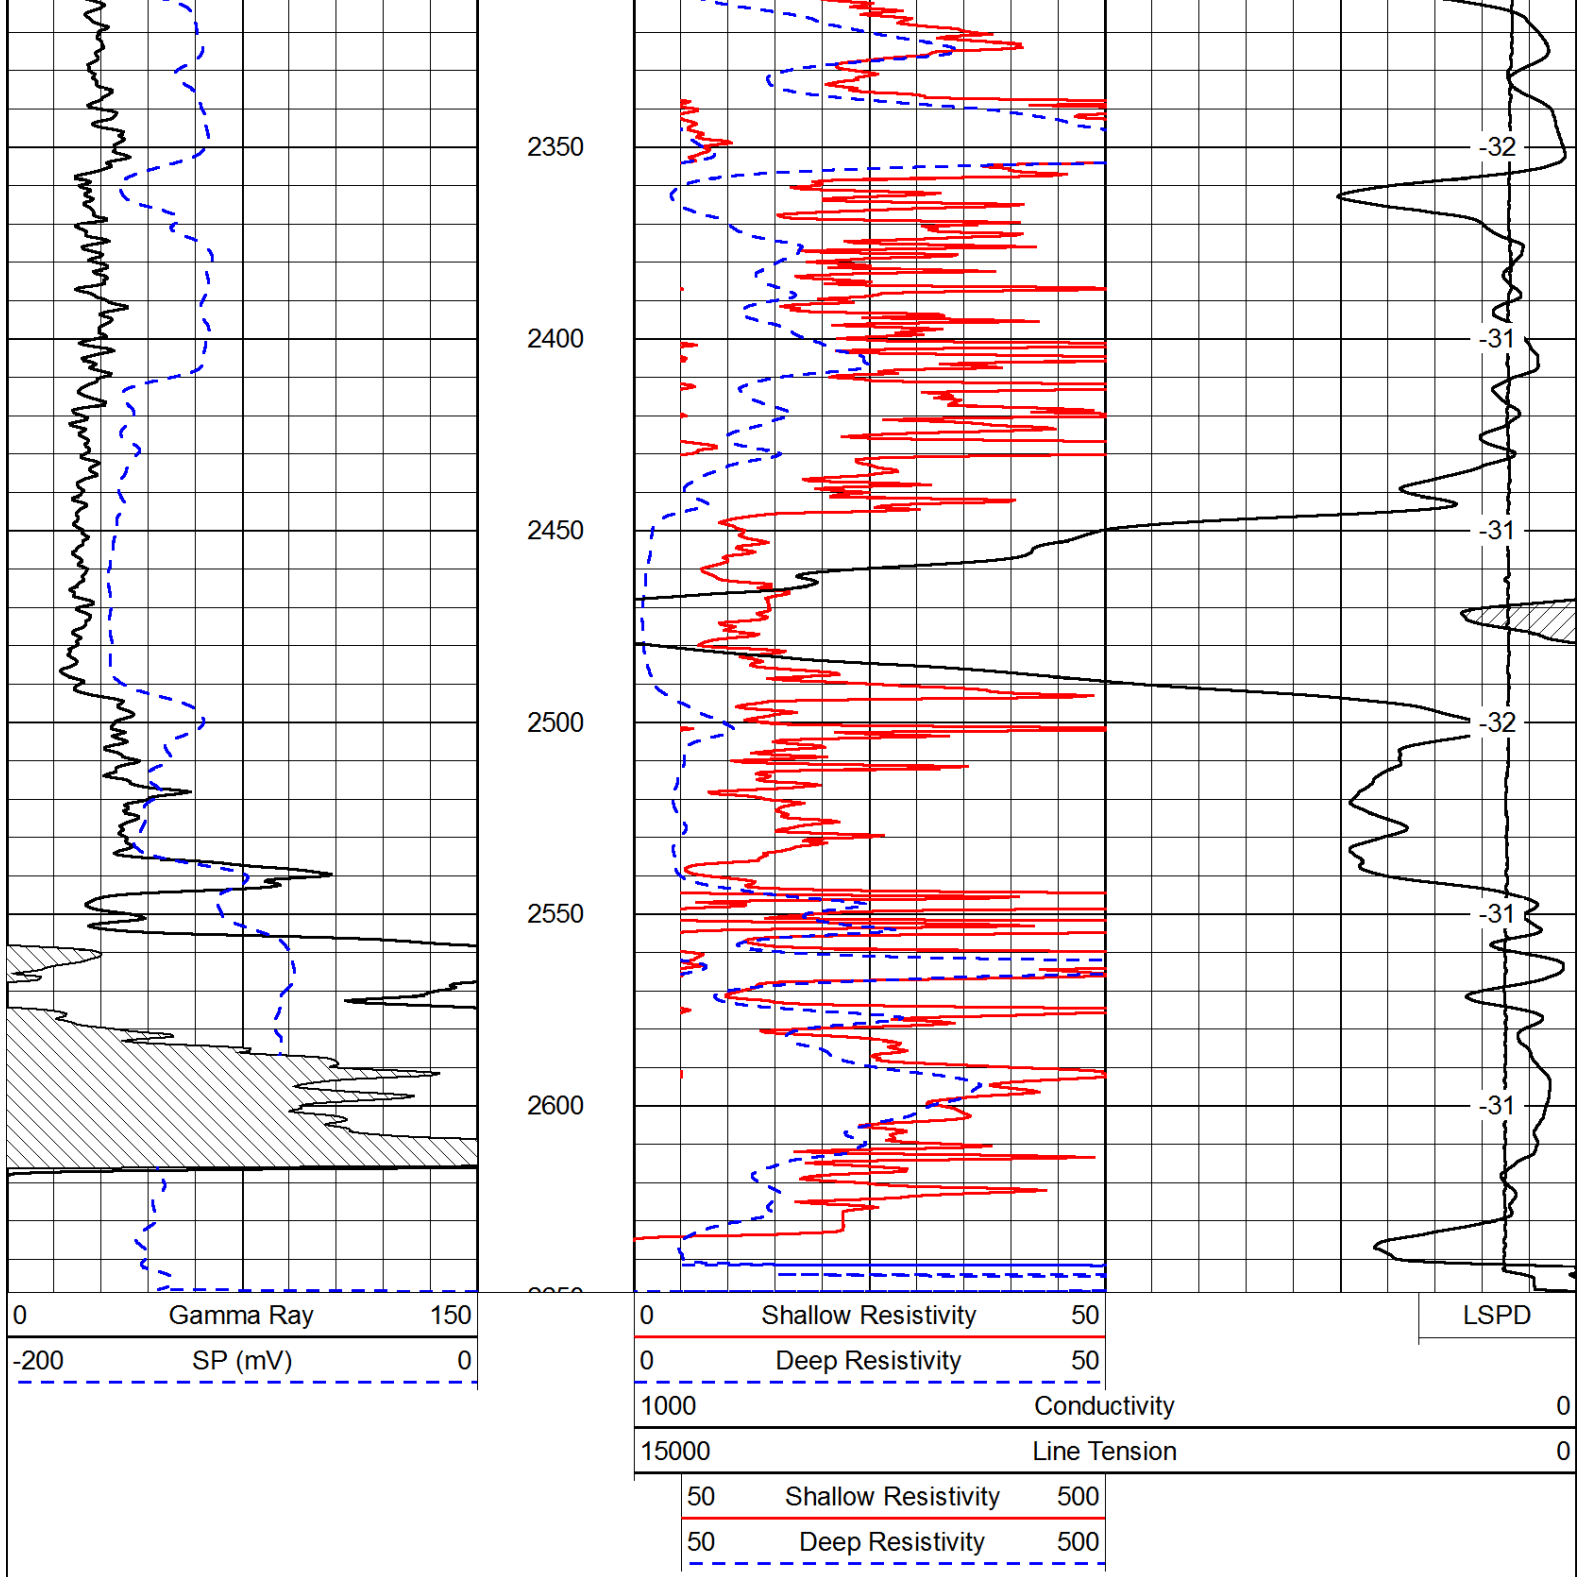 2350 -32
2400 -31
2450 -31
2500 -32
2550 -31
2600 -31
0 Gamma Ray 150
-200 SP (mV) 0
0 Shallow Resistivity 50
0 Deep Resistivity 50
1000 Conductivity 0
15000 Line Tension 0
50 Shallow Resistivity 500
50 Deep Resistivity 500
LSPD